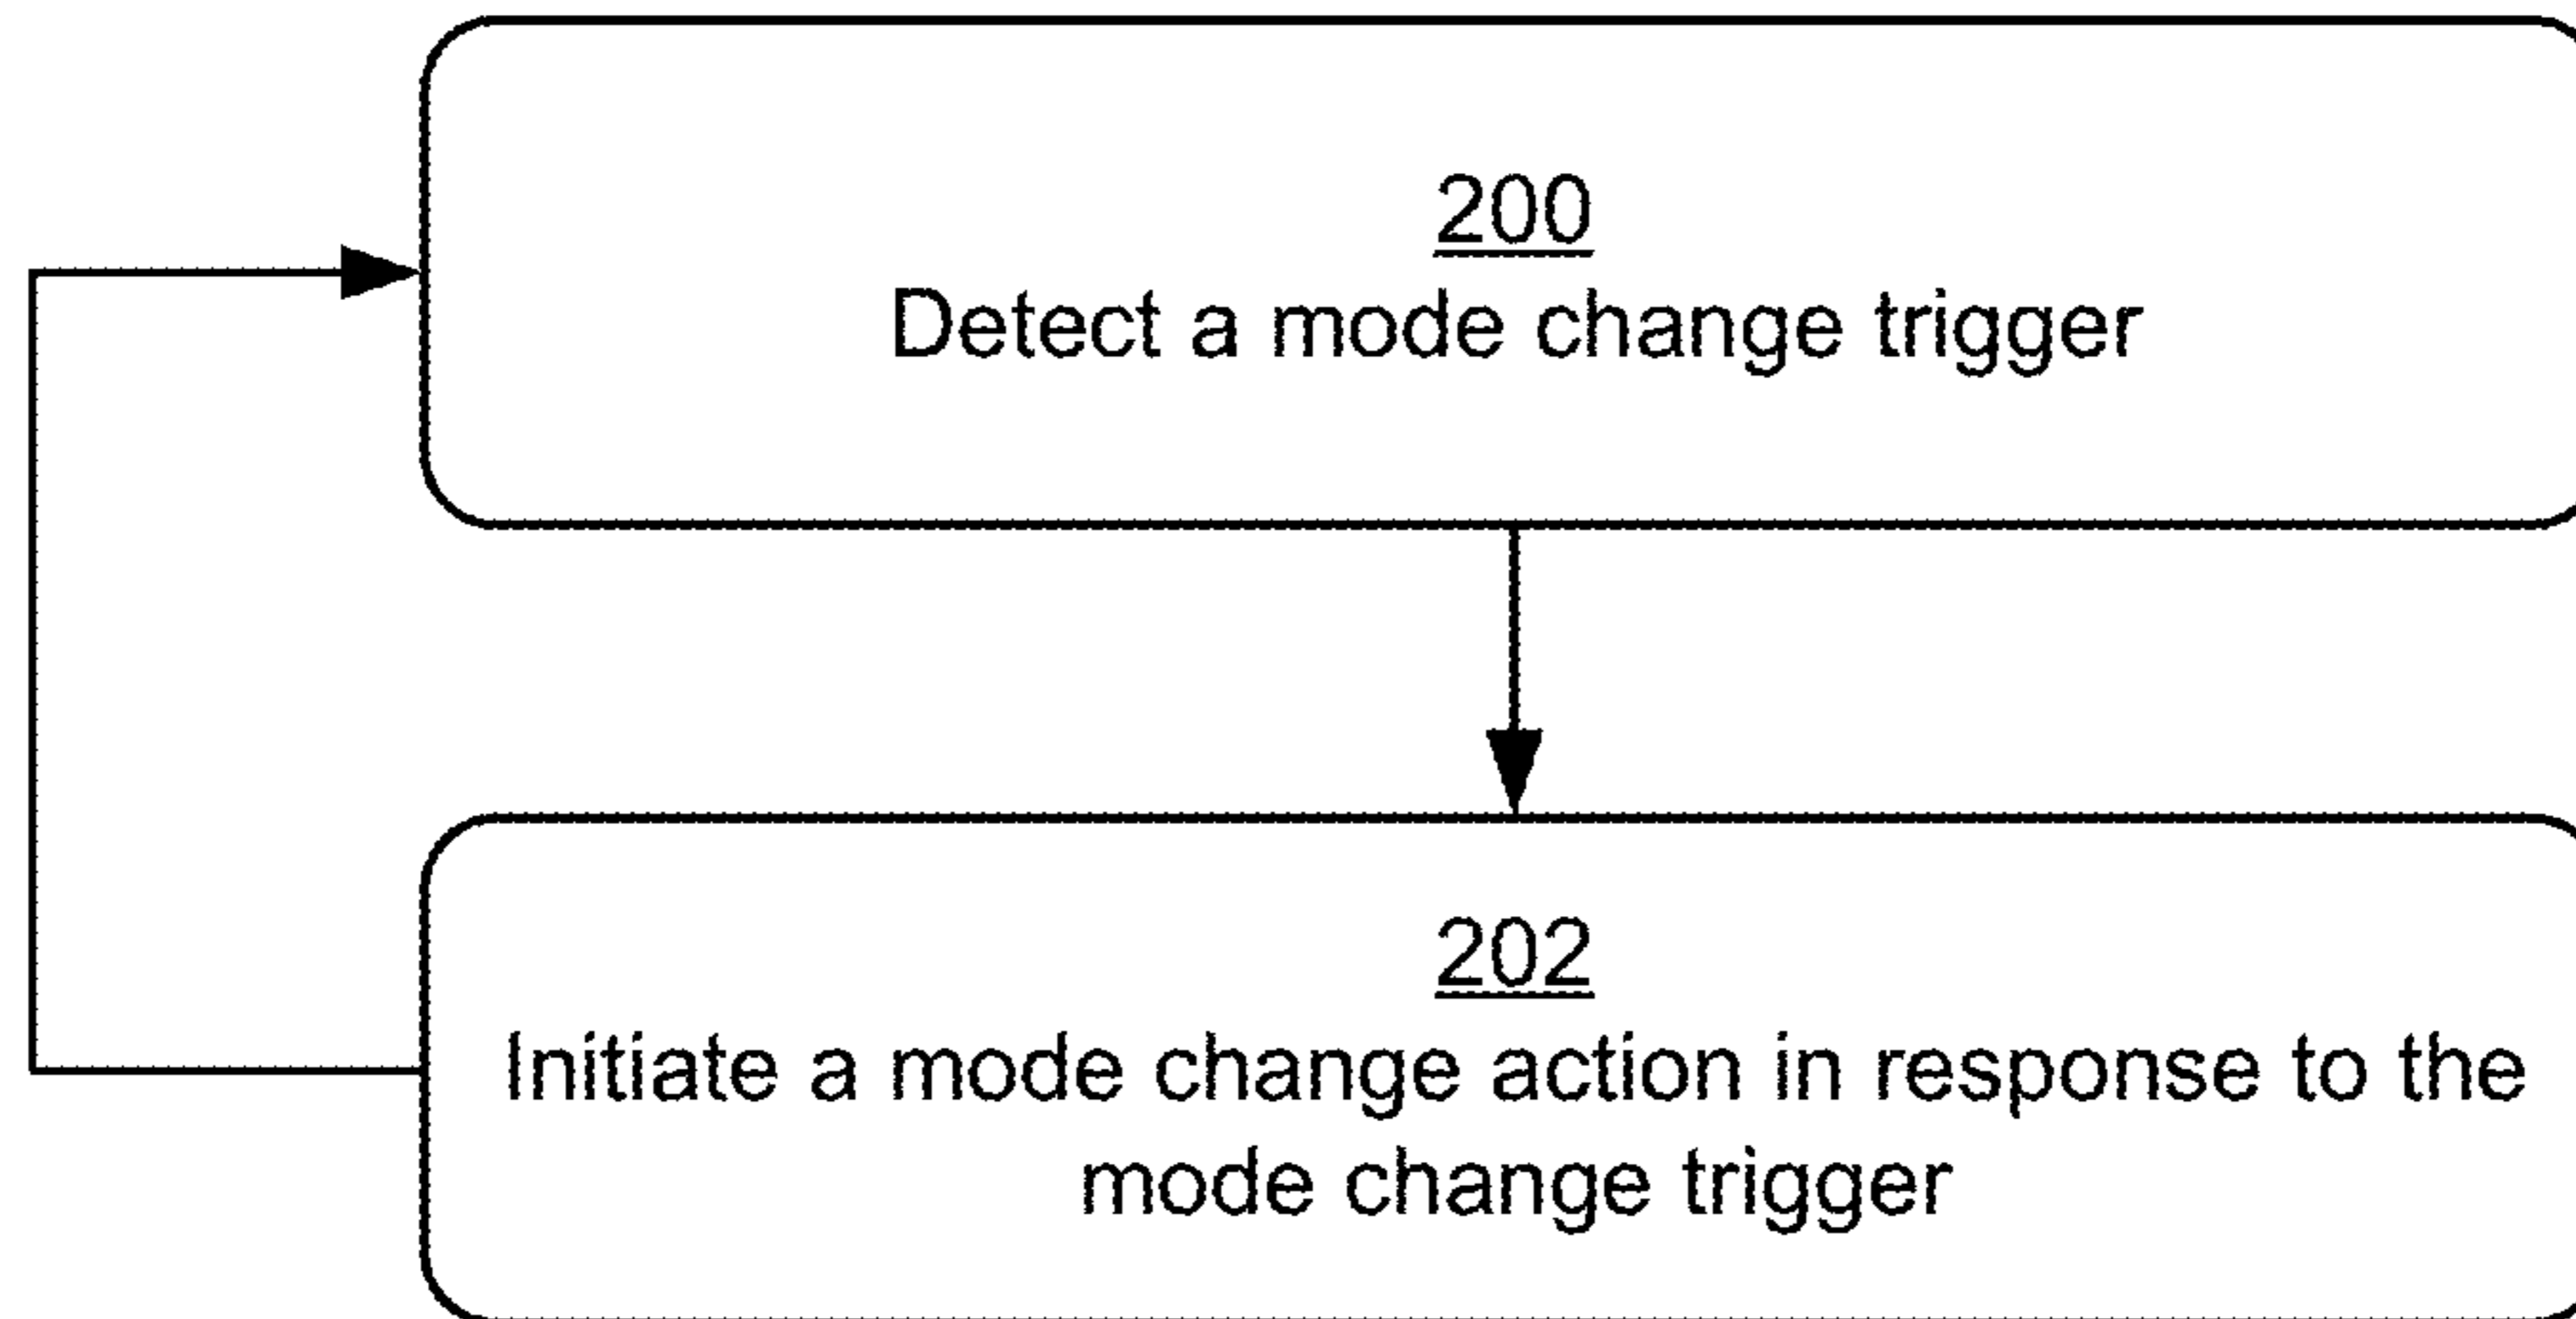 200
Detect a mode change trigger
202
Initiate a mode change action in response to the
mode change trigger